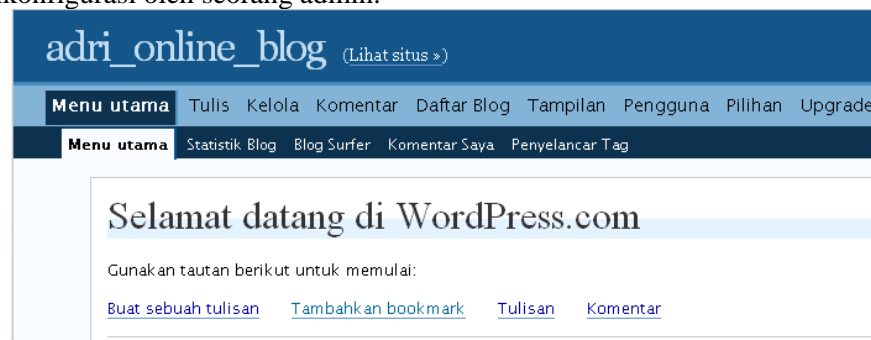 oleh seorang admin.
adri_online_blog (Lihat situs »)
Menu utama Tulis Kelola Komentar Daftar Blog Tampilan Pengguna Pilihan Upgrade
Menu utama Statistik Blog Blog Surfer Komentar Saya Penyelancar Tag
Selamat datang di WordPress.com
Gunakan tautan berikut untuk memulai:
Buat sebuah tulisan Tambahkan bookmark Tulisan Komentar